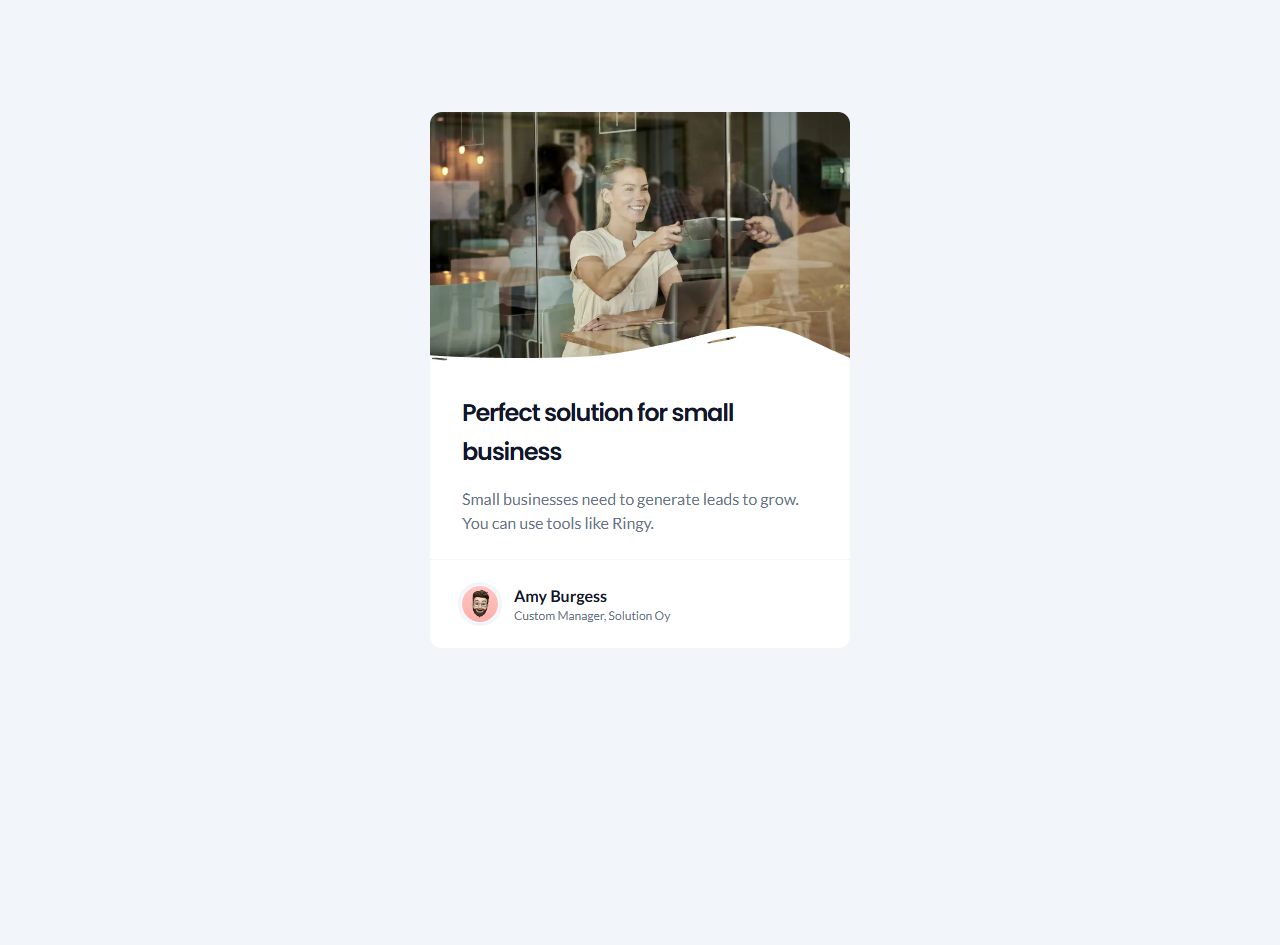 Perfect solution for small
business
Small businesses need to generate leads to grow.
You can use tools like Ringy.
Amy Burgess
Custom Manager, Solution Oy